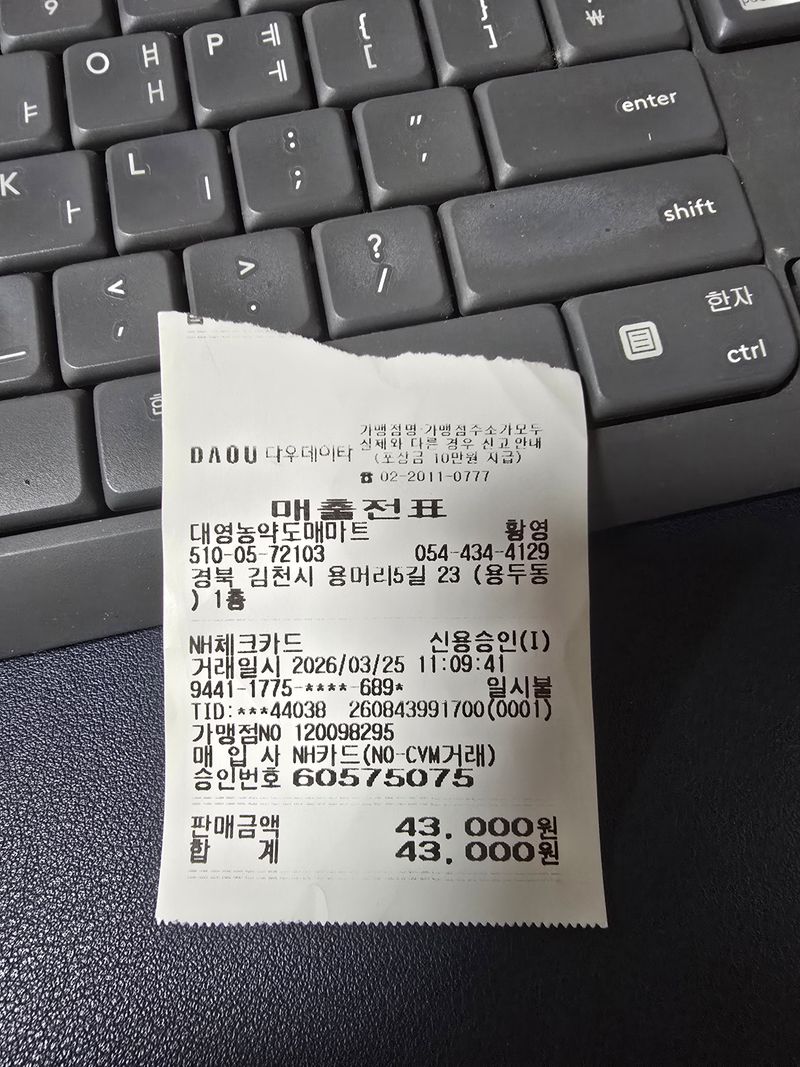 9
O ㅒ ㅐ
P ㅖ ㅔ
{ [
} ]
₩
ㅑ
K ㅏ
L ㅣ
: ;
" '
enter
< ,
> .
? /
shift
한자
ctrl
가맹점명·가맹점주소가모두
실제와 다른 경우 신고안내
DAOU 다우데이타 (포상금 10만원 지급)
☎ 02-2011-0777
매출전표
대영농약도매마트 황영
510-05-72103 054-434-4129
경북 김천시 용머리5길 23 (용두동
) 1층
NH체크카드 신용승인(I)
거래일시 2026/03/25 11:09:41
9441-1775-****-689* 일시불
TID:***44038 260843991700(0001)
가맹점NO 120098295
매 입 사 NH카드(NO-CVM거래)
승인번호 60575075
판매금액 43,000원
합 계 43,000원